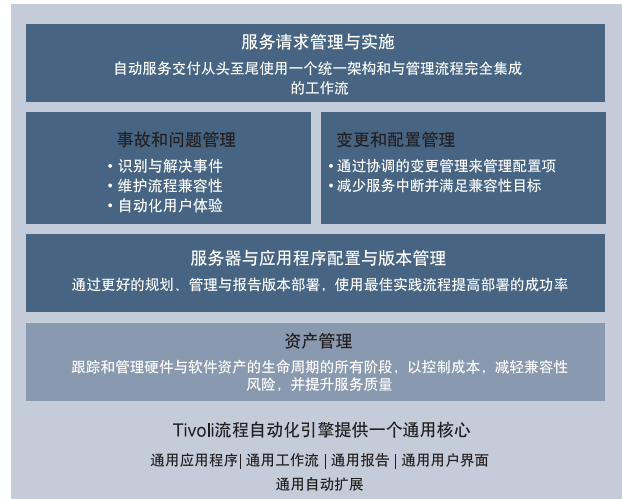 服务请求管理与实施
自动服务交付从头至尾使用一个统一架构和与管理流程完全集成
的工作流
事故和问题管理
• 识别与解决事件
• 维护流程兼容性
• 自动化用户体验
变更和配置管理
• 通过协调的变更管理来管理配置项
• 减少服务中断并满足兼容性目标
服务器与应用程序配置与版本管理
通过更好的规划、管理与报告版本部署，使用最佳实践流程提高部署的成功率
资产管理
跟踪和管理硬件与软件资产的生命周期的所有阶段，以控制成本，减轻兼容性
风险，并提升服务质量
Tivoli流程自动化引擎提供一个通用核心
通用应用程序| 通用工作流 | 通用报告 | 通用用户界面
通用自动扩展